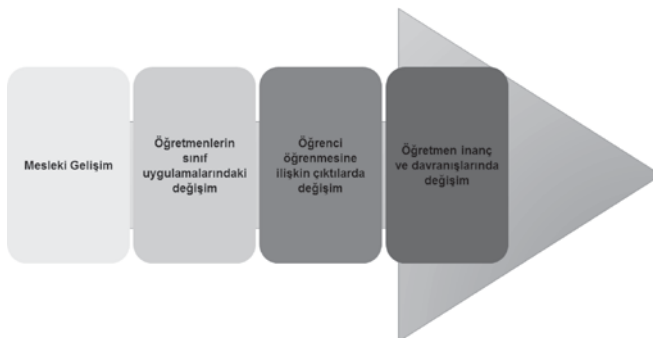 Mesleki Gelişim
Öğretmenlerin
sınıf
uygulamalarındaki
değişim
Öğrenci
öğrenmesine
ilişkin çıktılarda
değişim
Öğretmen inanç
ve davranışlarında
değişim